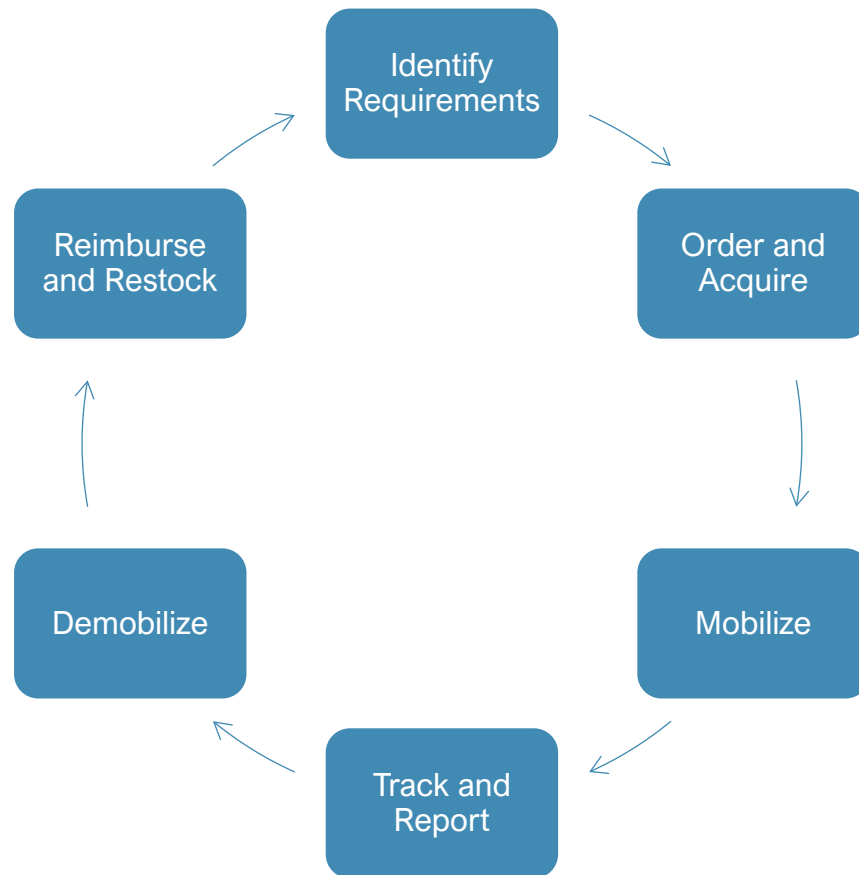 Identify
Requirements
Order and
Acquire
Mobilize
Track and
Report
Demobilize
Reimburse
and Restock